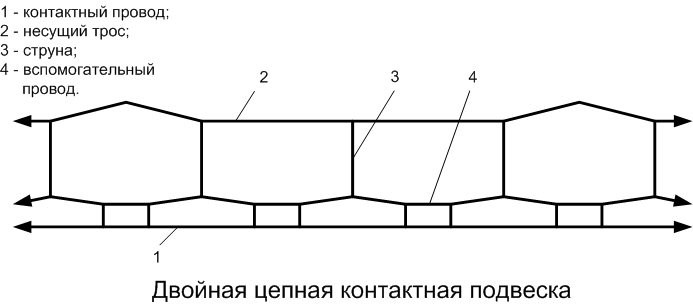 1 - контактный провод;
2 - несущий трос;
3 - струна;
4 - вспомогательный
провод.
2
3
4
1
Двойная цепная контактная подвеска